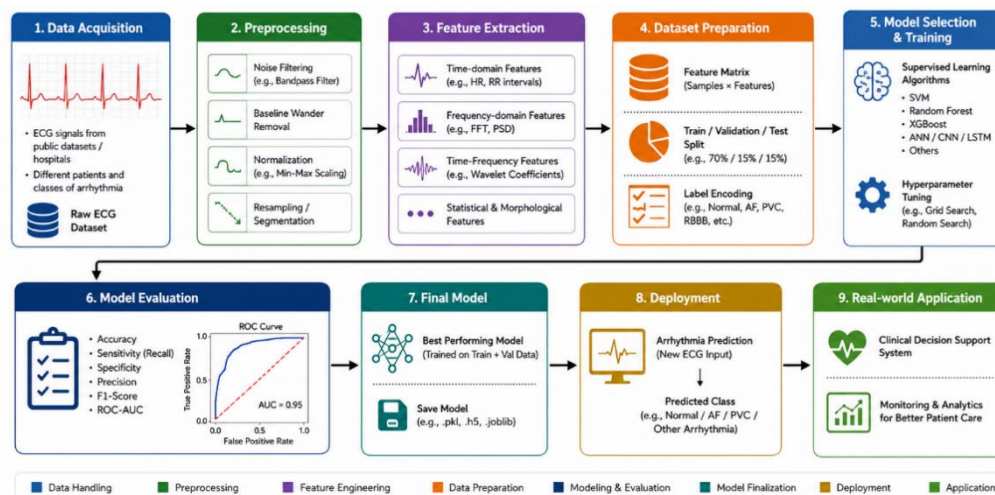 1. Data Acquisition
• ECG signals from
public datasets /
hospitals
• Different patients and
classes of arrhythmia
Raw ECG
Dataset
2. Preprocessing
Noise Filtering
(e.g., Bandpass Filter)
Baseline Wander
Removal
Normalization
(e.g., Min-Max Scaling)
Resampling /
Segmentation
3. Feature Extraction
Time-domain Features
(e.g., HR, RR intervals)
Frequency-domain Features
(e.g., FFT, PSD)
Time-Frequency Features
(e.g., Wavelet Coefficients)
Statistical & Morphological
Features
4. Dataset Preparation
Feature Matrix
(Samples × Features)
Train / Validation / Test
Split
(e.g., 70% / 15% / 15%)
Label Encoding
(e.g., Normal, AF, PVC,
RBBB, etc.)
5. Model Selection
& Training
Supervised Learning
Algorithms
• SVM
• Random Forest
• XGBoost
• ANN / CNN / LSTM
• Others
Hyperparameter
Tuning
(e.g., Grid Search,
Random Search)
6. Model Evaluation
• Accuracy
• Sensitivity (Recall)
• Specificity
• Precision
• F1-Score
• ROC-AUC
ROC Curve
True Positive Rate
1.0
0.5
0.0
AUC = 0.95
0.0 0.5 1.0
False Positive Rate
7. Final Model
Best Performing Model
(Trained on Train + Val Data)
Save Model
(e.g., .pkl, .h5, .joblib)
8. Deployment
Arrhythmia Prediction
(New ECG Input)
Predicted Class
(e.g., Normal / AF / PVC /
Other Arrhythmia)
9. Real-world Application
Clinical Decision Support
System
Monitoring & Analytics
for Better Patient Care
Data Handling
Preprocessing
Feature Engineering
Data Preparation
Modeling & Evaluation
Model Finalization
Deployment
Application